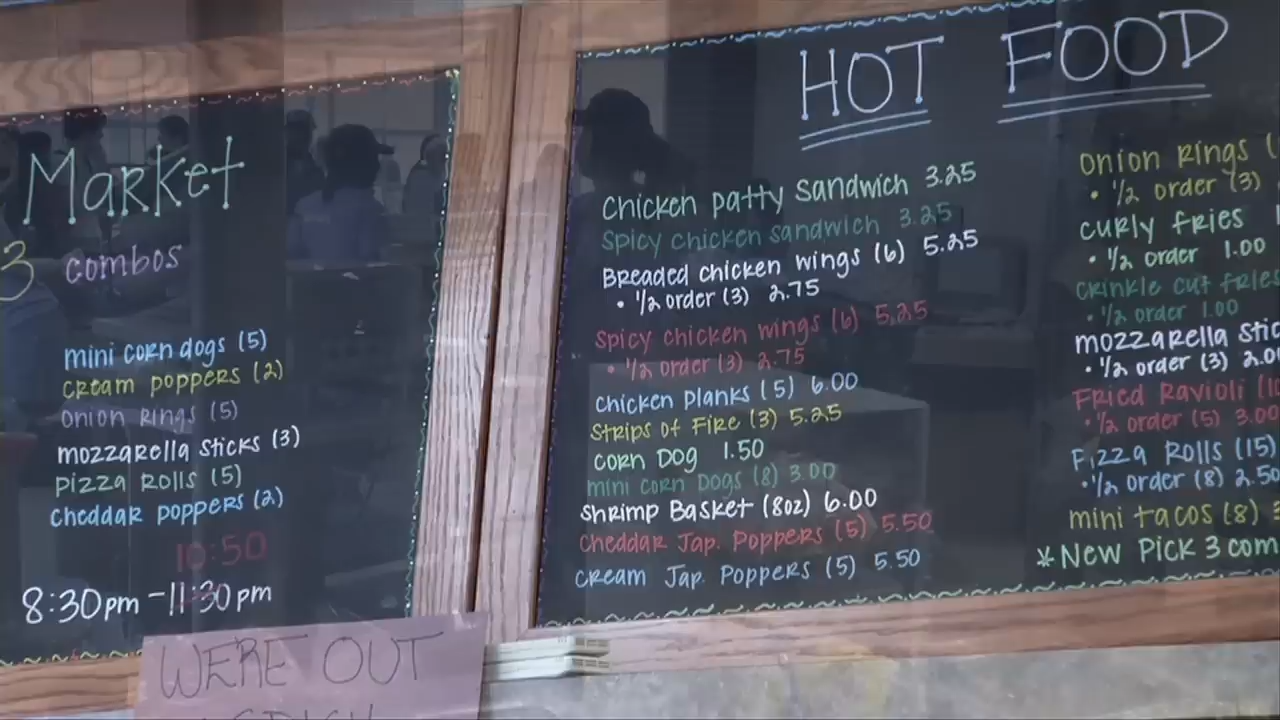 Market
3 combos
mini corn dogs (5)
cream poppers (2)
onion rings (5)
mozzarella sticks (3)
Pizza Rolls (5)
Cheddar poppers (2)
10:50
8:30pm - 11:30pm
WE'RE OUT
HOT FOOD
Chicken patty sandwich 3.25
Spicy chicken sandwich 3.25
Breaded chicken wings (6) 5.25
• 1/2 order (3) 2.75
Spicy chicken wings (6) 5.25
• 1/2 order (3) 2.75
Chicken Planks (5) 6.00
Strips of Fire (3) 5.25
Corn Dog 1.50
mini Corn Dogs (8) 3.00
Shrimp Basket (8oz) 6.00
Cheddar Jap. Poppers (5) 5.50
Cream Jap. Poppers (5) 5.50
Onion Rings (
• 1/2 order (3)
curly fries
• 1/2 order 1.00
crinkle cut fries
• 1/2 order 1.00
mozzarella Stic
• 1/2 order (3) 2.0
Fried Ravioli (1
• 1/2 order (5) 3.00
Pizza Rolls (15)
• 1/2 order (8) 2.50
mini tacos (8)
* New Pick 3 com